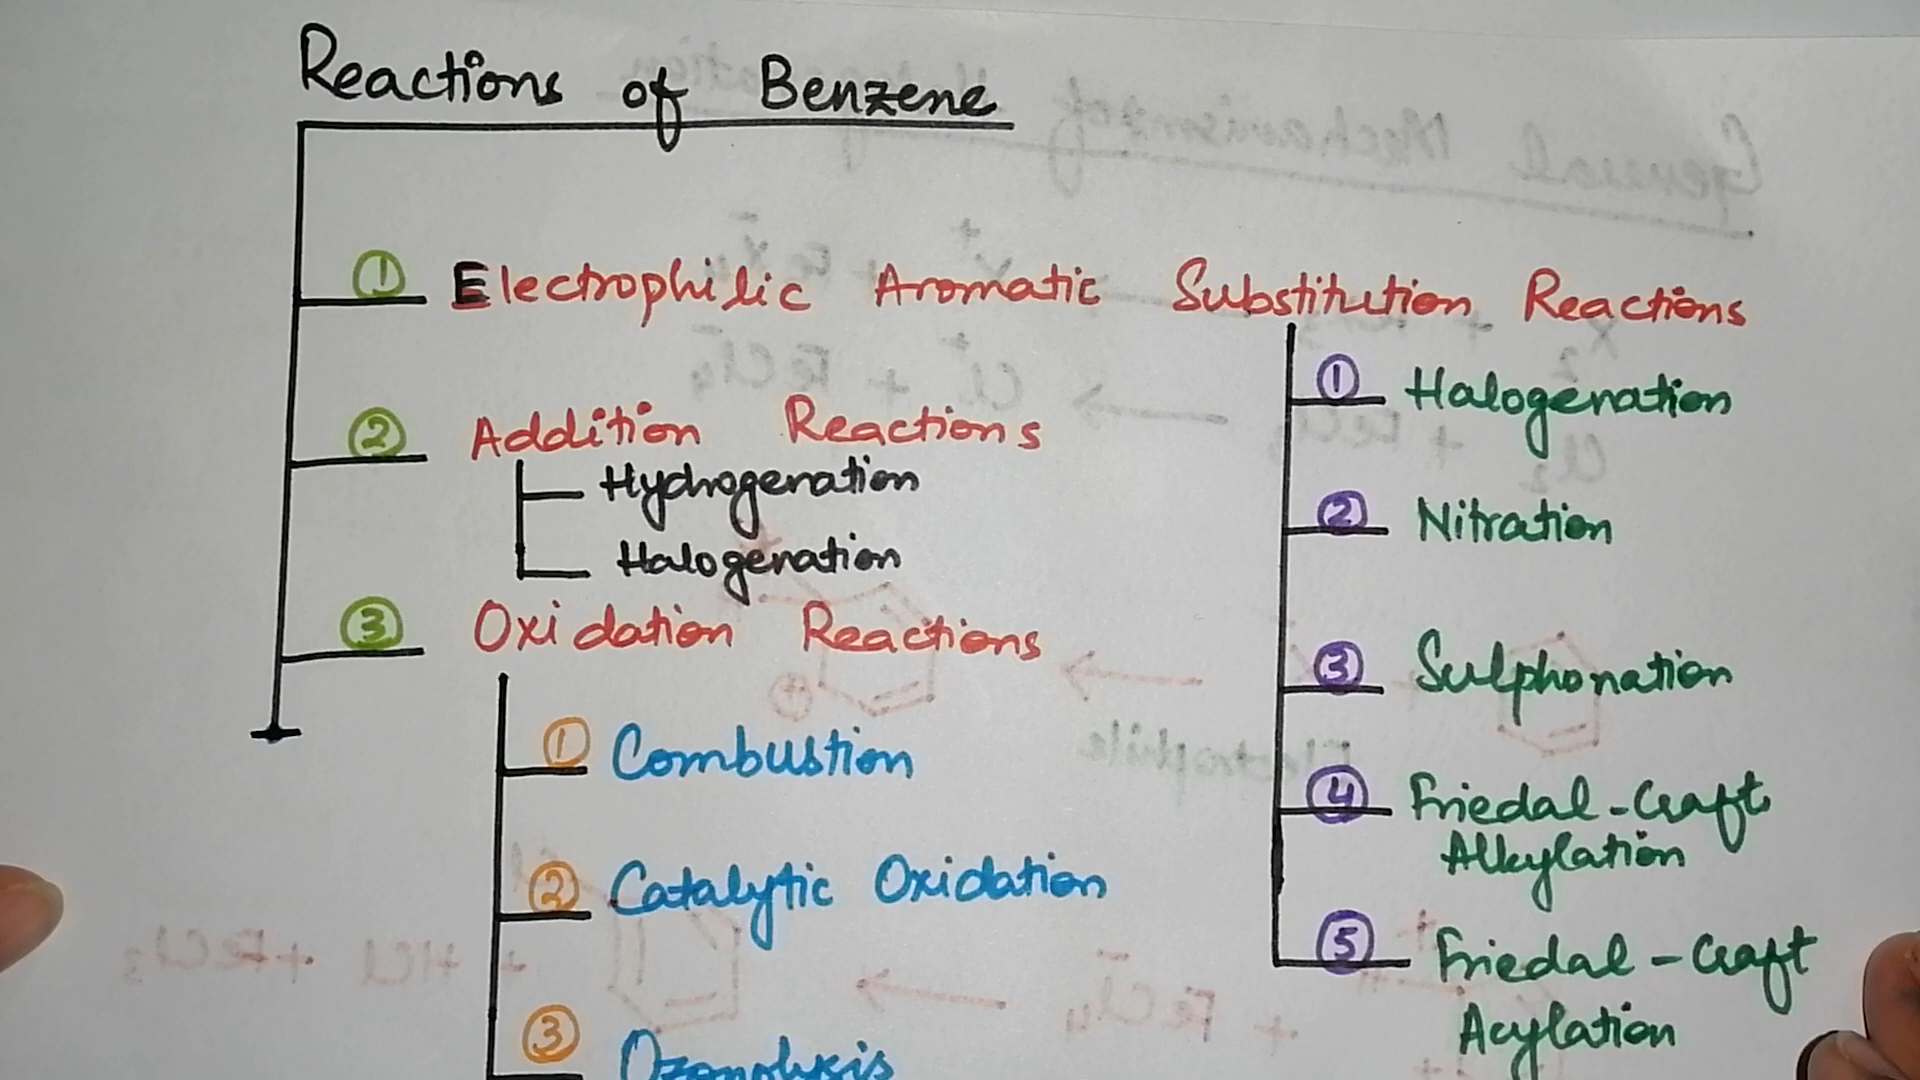 Reactions of Benzene
① Electrophilic Aromatic Substitution Reactions
① Halogenation
② Nitration
③ Sulphonation
④ Friedal-Craft
Alkylation
⑤ Friedal-Craft
Acylation
② Addition Reactions
Hydrogenation
Halogenation
③ Oxidation Reactions
① Combustion
② Catalytic Oxidation
③ Ozonolysis